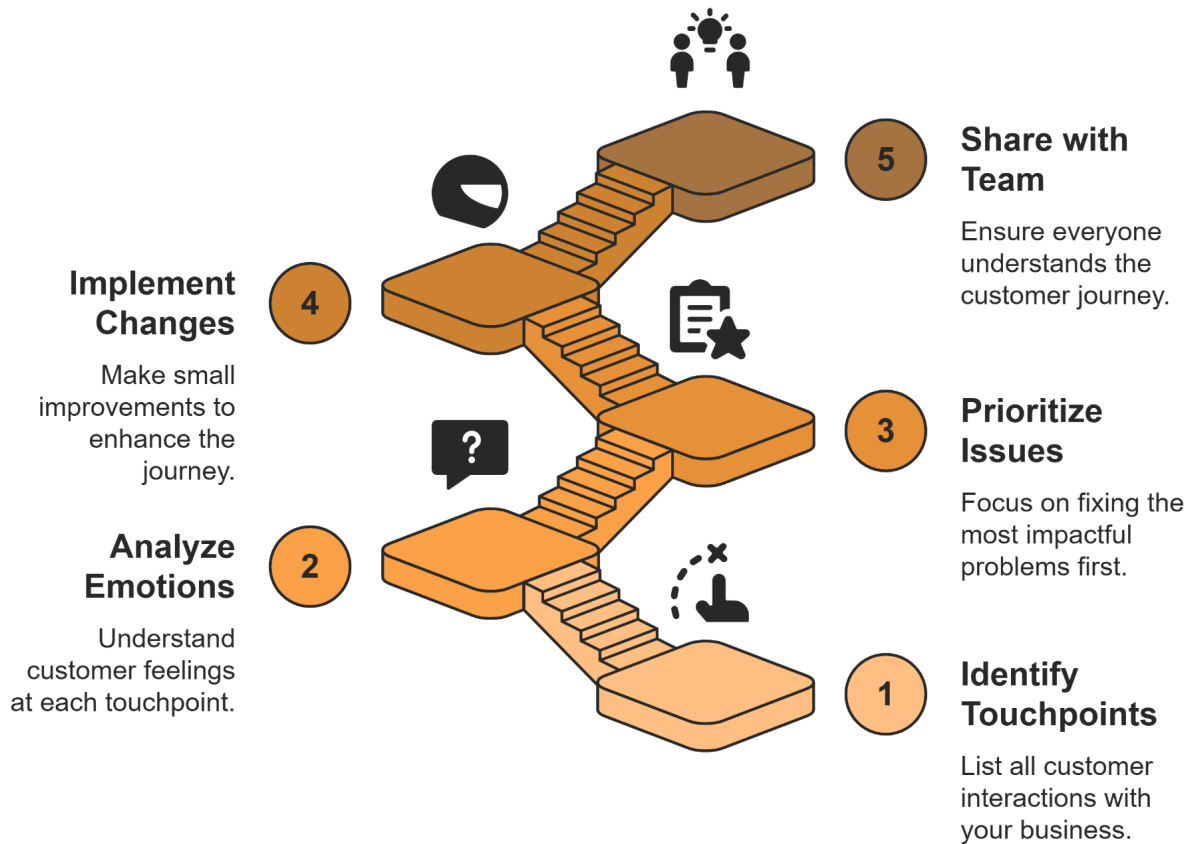 5
Share with
Team
Ensure everyone
understands the
customer journey.
Implement
Changes
4
Make small
improvements to
enhance the
journey.
3
Prioritize
Issues
Focus on fixing the
most impactful
problems first.
?
Analyze
Emotions
2
Understand
customer feelings
at each touchpoint.
1
Identify
Touchpoints
List all customer
interactions with
your business.